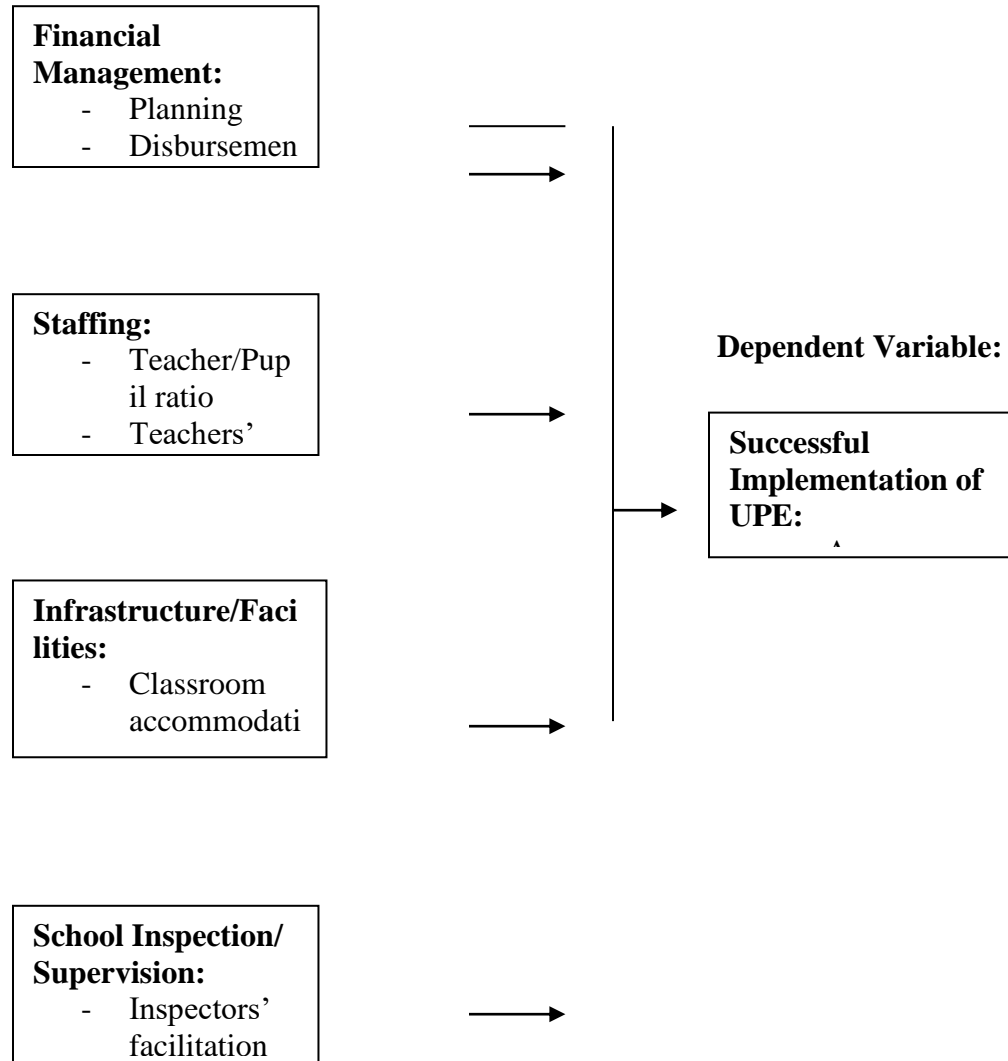 Financial
Management:
- Planning
- Disbursemen
Staffing:
- Teacher/Pup
il ratio
- Teachers’
Infrastructure/Faci
lities:
- Classroom
accommodati
School Inspection/
Supervision:
- Inspectors’
facilitation
Dependent Variable:
Successful
Implementation of
UPE: